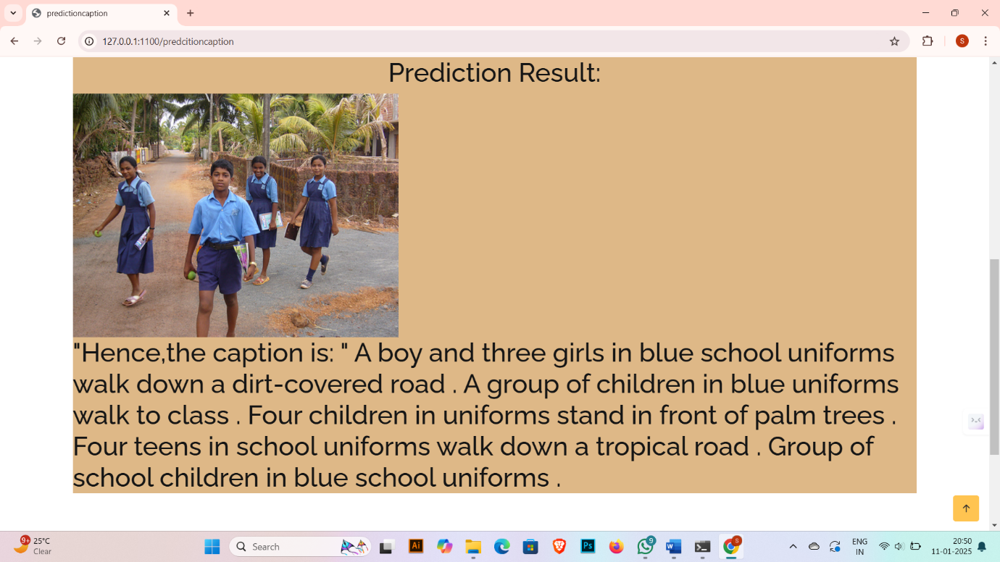 predictioncaption
127.0.0.1:1100/predcitioncaption
S
Prediction Result:
"Hence,the caption is: " A boy and three girls in blue school uniforms
walk down a dirt-covered road . A group of children in blue uniforms
walk to class . Four children in uniforms stand in front of palm trees .
Four teens in school uniforms walk down a tropical road . Group of
school children in blue school uniforms .
9+
25°C
Clear
Search
Ai
Ps
9
W
S
ENG
IN
20:50
11-01-2025